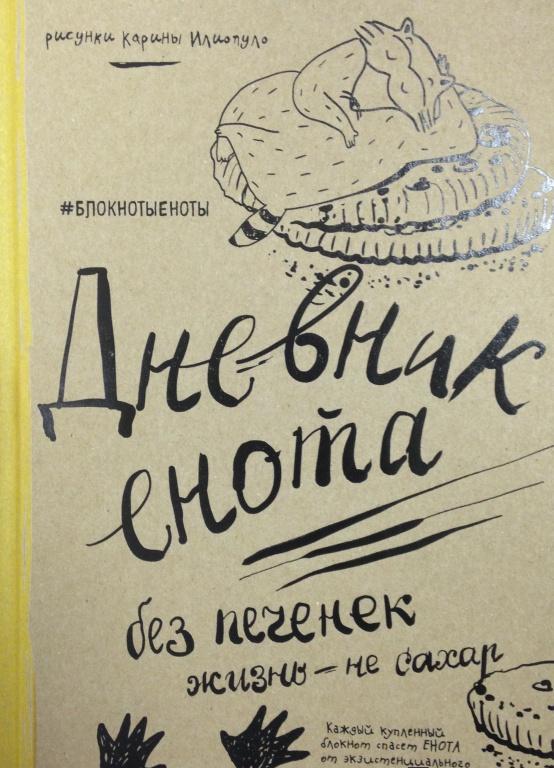 рисунки Карины Илиопуло
#БЛОКНОТЫЕНОТЫ
Дневник
енота
без печенек
жизнь - не сахар
Каждый купленный
блокнот спасет ЕНОТА
от экзистенциального